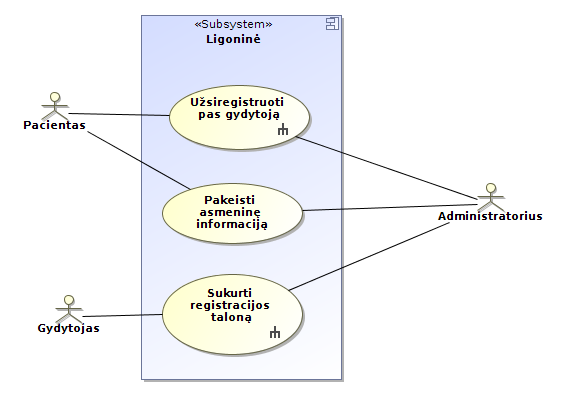 «Subsystem»
Ligoninė
Užsiregistruoti
pas gydytoją
Pacientas
Pakeisti
asmeninę
informaciją
Administratorius
Sukurti
registracijos
taloną
Gydytojas